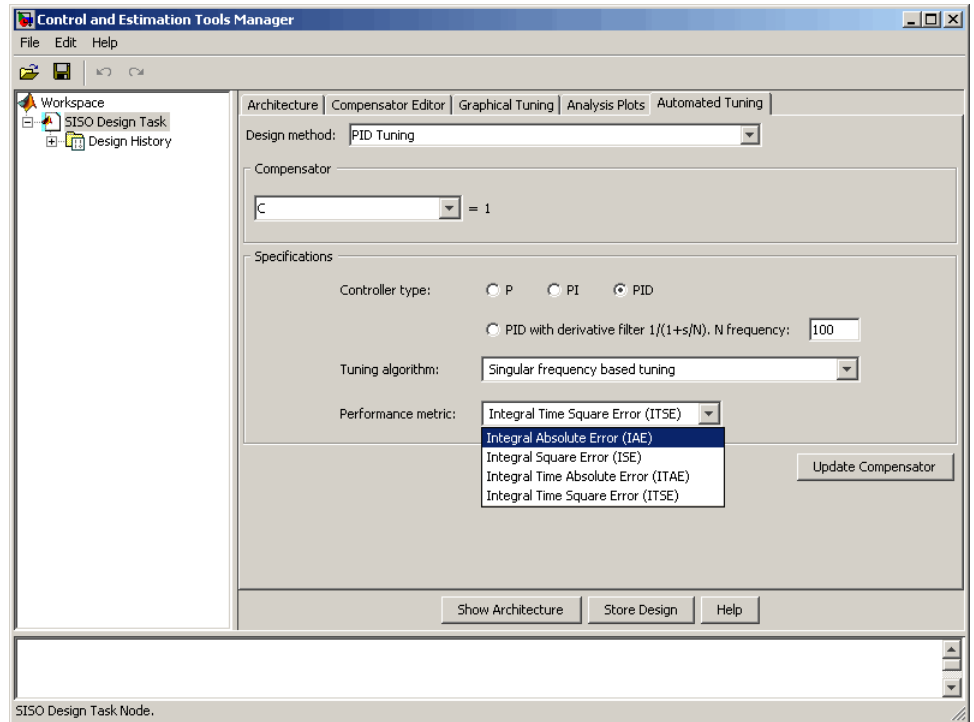 Control and Estimation Tools Manager
File Edit Help
Workspace
SISO Design Task
Design History
Architecture Compensator Editor Graphical Tuning Analysis Plots Automated Tuning
Design method: PID Tuning
Compensator
C = 1
Specifications
Controller type: P PI PID
PID with derivative filter 1/(1+s/N). N frequency: 100
Tuning algorithm: Singular frequency based tuning
Performance metric: Integral Time Square Error (ITSE)
Integral Absolute Error (IAE)
Integral Square Error (ISE)
Integral Time Absolute Error (ITAE)
Integral Time Square Error (ITSE)
Update Compensator
Show Architecture Store Design Help
SISO Design Task Node.